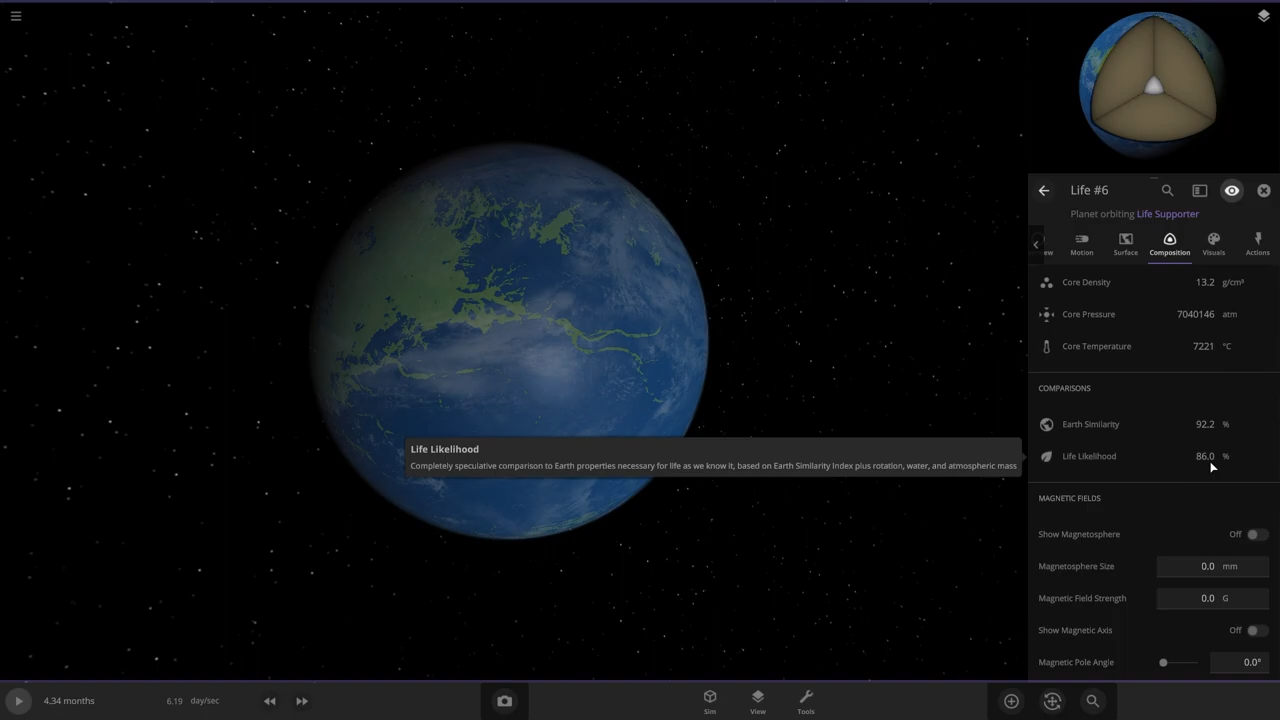 Life #6
Planet orbiting Life Supporter
ew Motion Surface Composition Visuals Actions
Core Density 13.2 g/cm³
Core Pressure 7040146 atm
Core Temperature 7221 °C
COMPARISONS
Earth Similarity 92.2 %
Life Likelihood
Completely speculative comparison to Earth properties necessary for life as we know it, based on Earth Similarity Index plus rotation, water, and atmospheric mass
Life Likelihood 86.0 %
MAGNETIC FIELDS
Show Magnetosphere Off
Magnetosphere Size 0.0 mm
Magnetic Field Strength 0.0 G
Show Magnetic Axis Off
Magnetic Pole Angle 0.0°
4.34 months 6.19 day/sec
Sim View Tools